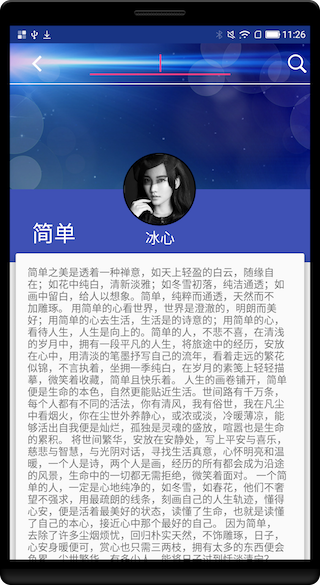 11:26
冰心
简单
简单之美是透着一种禅意，如天上轻盈的白云，随缘自
在；如花中纯白，清新淡雅；如冬雪初落，纯洁通透；如
画中留白，给人以想象。简单，纯粹而通透，天然而不
加雕琢。 用简单的心看世界，世界是澄澈的，明朗而美
好；用简单的心去生活，生活是的诗意的；用简单的心，
看待人生，人生是向上的。简单的人，不悲不喜，在清浅
的岁月中，拥有一段平凡的人生，将旅途中的经历，安放
在心中，用清淡的笔墨抒写自己的流年，看着走远的繁花
似锦，不言执着，坐拥一季纯白，在岁月的素笺上轻轻描
摹，微笑着收藏，简单且快乐着。 人生的画卷铺开，简单
便是生命的本色，自然更能贴近生活。世间路有千万条，
每个人都有不同的活法，你有清风，我有俗世，我在凡尘
中看烟火，你在尘世外养静心，或浓或淡，冷暖薄凉，能
够活出自我便是灿烂，孤独是灵魂的盛放，喧嚣也是生命
的累积。 将世间繁华，安放在安静处，写上平安与喜乐，
慈悲与智慧，与光阴对话，寻找生活真意，心怀明亮和温
暖，一个人是诗，两个人是画，经历的所有都会成为沿途
的风景，生命中的一切都无需拒绝，微笑着面对。 一个简
单的人，一定是心地纯净的，如冬雪，如春花，他们不奢
望不强求，用最疏朗的线条，刻画自己的人生轨迹，懂得
心安，便是活着最美好的状态，读懂了生命，也就是读懂
了自己的本心，接近心中那个最好的自己。 因为简单，
去除了许多尘烟烦忧，回归朴实天然，不饰雕琢，日子，
心安身暖便可，赏心也只需三两枝，拥有太多的东西便会